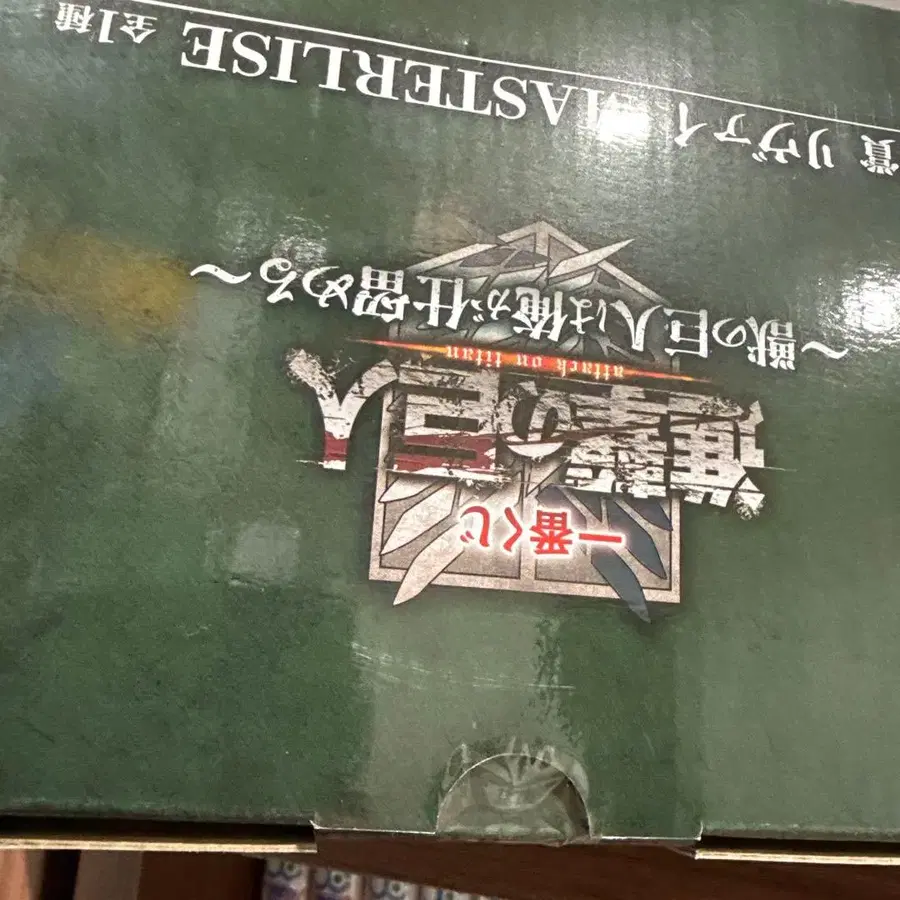 一番くじ
進撃の巨人
attack on titan
～獣の巨人は俺が仕留める～
賞 リヴァイ MASTERLISE 全1種